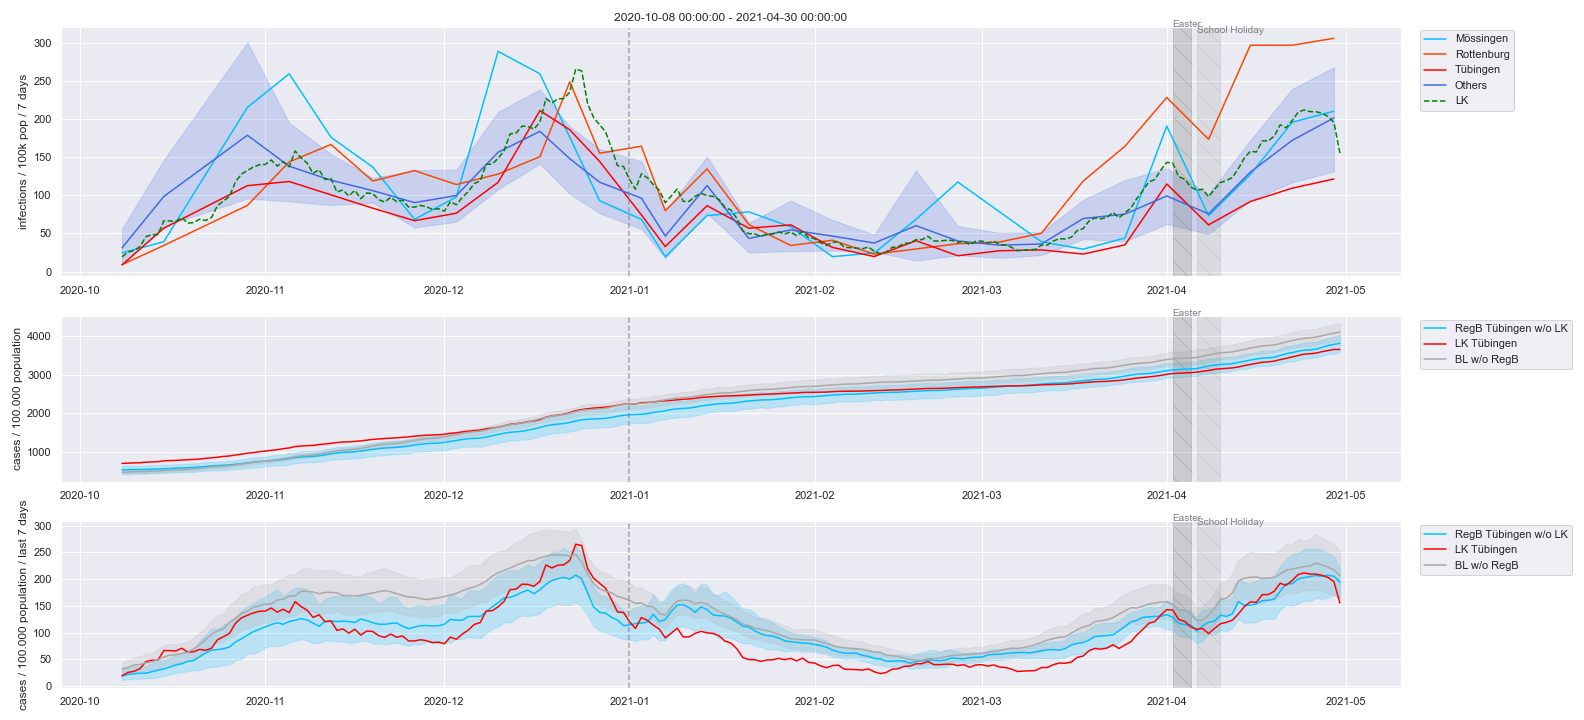 2020-10-08 00:00:00 - 2021-04-30 00:00:00
Easter
School Holiday
infections / 100k pop / 7 days
300
250
200
150
100
50
0
2020-10 2020-11 2020-12 2021-01 2021-02 2021-03 2021-04 2021-05
Mössingen
Rottenburg
Tübingen
Others
LK
Easter
cases / 100.000 population
4000
3000
2000
1000
2020-10 2020-11 2020-12 2021-01 2021-02 2021-03 2021-04 2021-05
RegB Tübingen w/o LK
LK Tübingen
BL w/o RegB
Easter
School Holiday
cases / 100.000 population / last 7 days
300
250
200
150
100
50
0
2020-10 2020-11 2020-12 2021-01 2021-02 2021-03 2021-04 2021-05
RegB Tübingen w/o LK
LK Tübingen
BL w/o RegB